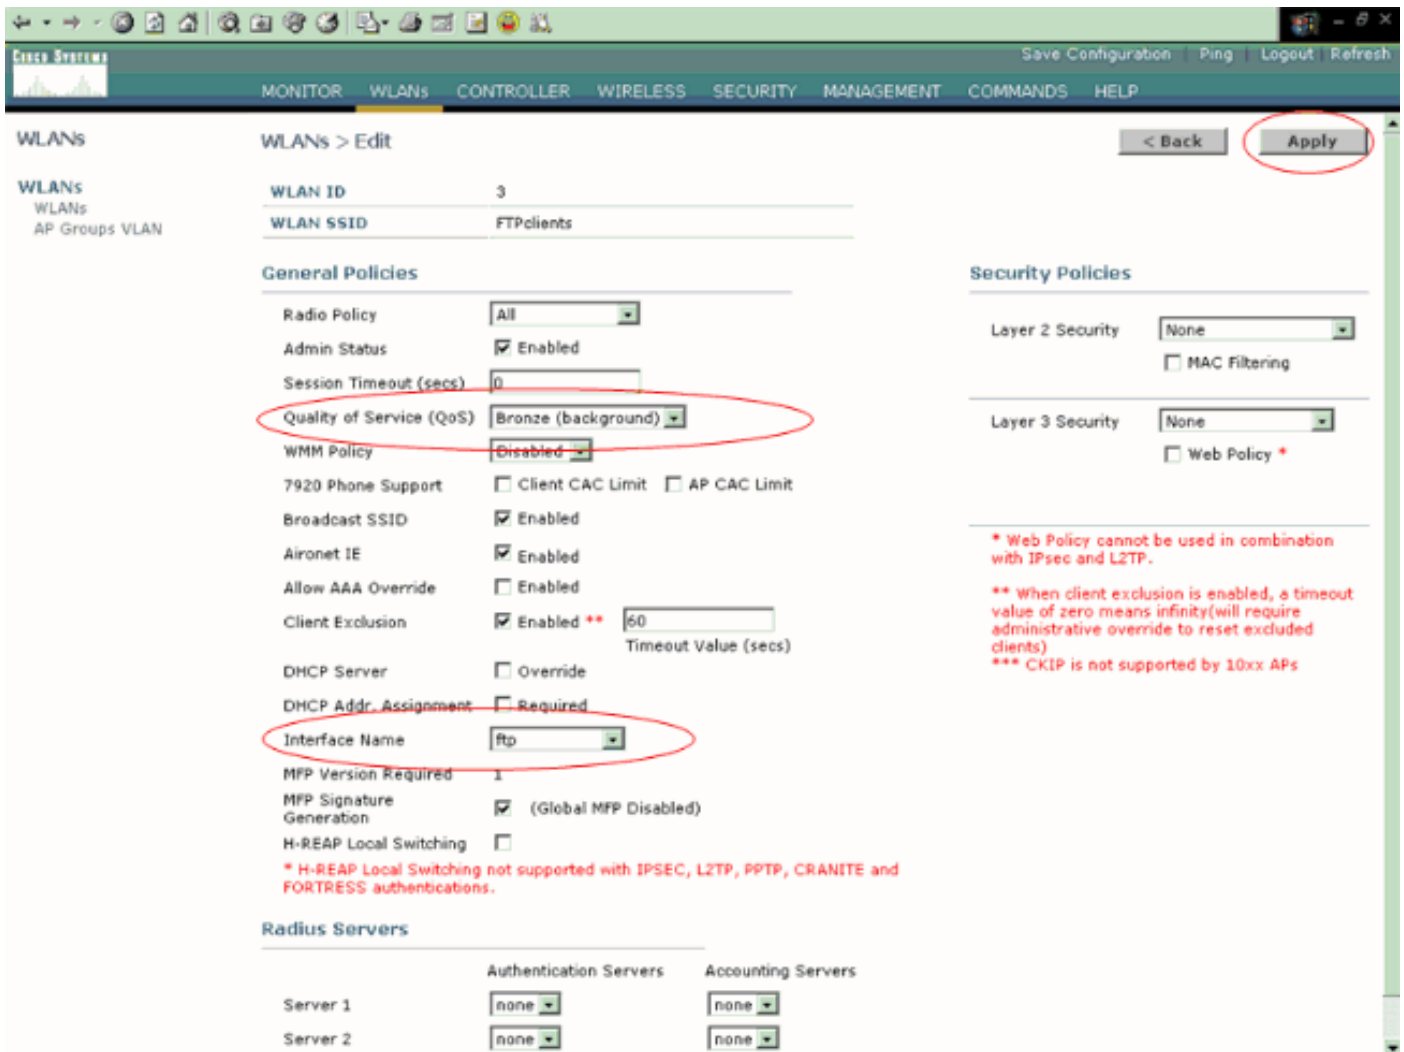 Save Configuration | Ping | Logout | Refresh
CISCO SYSTEMS
MONITOR WLANs CONTROLLER WIRELESS SECURITY MANAGEMENT COMMANDS HELP
WLANs
WLANs > Edit
< Back
Apply
WLANs
WLANs
AP Groups VLAN
WLAN ID 3
WLAN SSID FTPclients
General Policies
Radio Policy All
Admin Status Enabled
Session Timeout (secs) 0
Quality of Service (QoS) Bronze (background)
WMM Policy Disabled
7920 Phone Support Client CAC Limit AP CAC Limit
Broadcast SSID Enabled
Aironet IE Enabled
Allow AAA Override Enabled
Client Exclusion Enabled ** 60
Timeout Value (secs)
DHCP Server Override
DHCP Addr. Assignment Required
Interface Name ftp
MFP Version Required 1
MFP Signature
Generation (Global MFP Disabled)
H-REAP Local Switching
* H-REAP Local Switching not supported with IPSEC, L2TP, PPTP, CRANITE and
FORTRESS authentications.
Security Policies
Layer 2 Security None
MAC Filtering
Layer 3 Security None
Web Policy *
* Web Policy cannot be used in combination
with IPsec and L2TP.
** When client exclusion is enabled, a timeout
value of zero means infinity(will require
administrative override to reset excluded
clients)
*** CKIP is not supported by 10xx APs
Radius Servers
Authentication Servers Accounting Servers
Server 1 none none
Server 2 none none